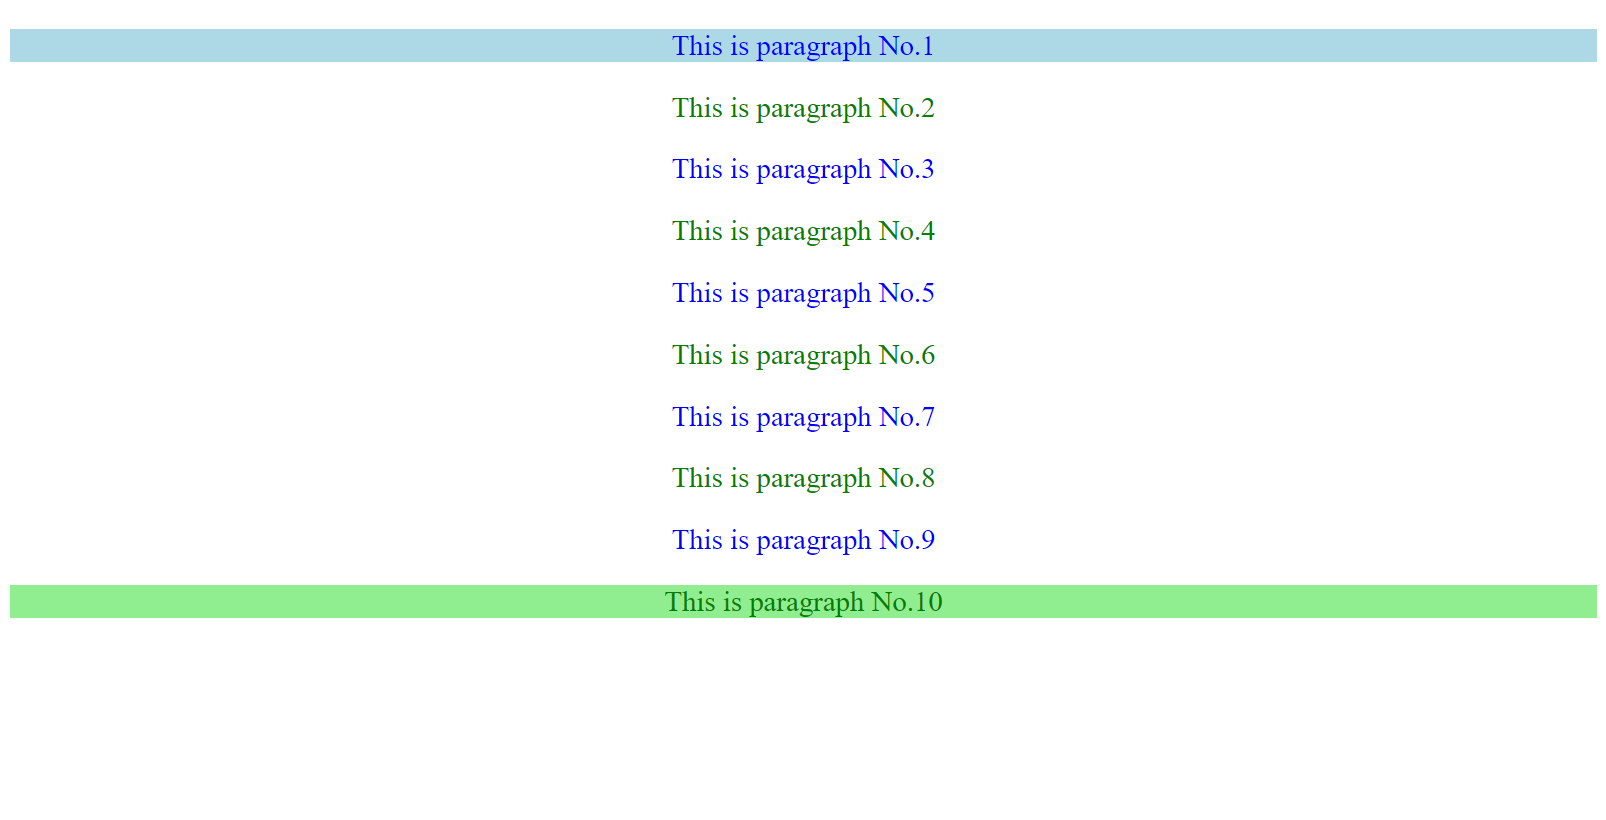 This is paragraph No.1
This is paragraph No.2
This is paragraph No.3
This is paragraph No.4
This is paragraph No.5
This is paragraph No.6
This is paragraph No.7
This is paragraph No.8
This is paragraph No.9
This is paragraph No.10